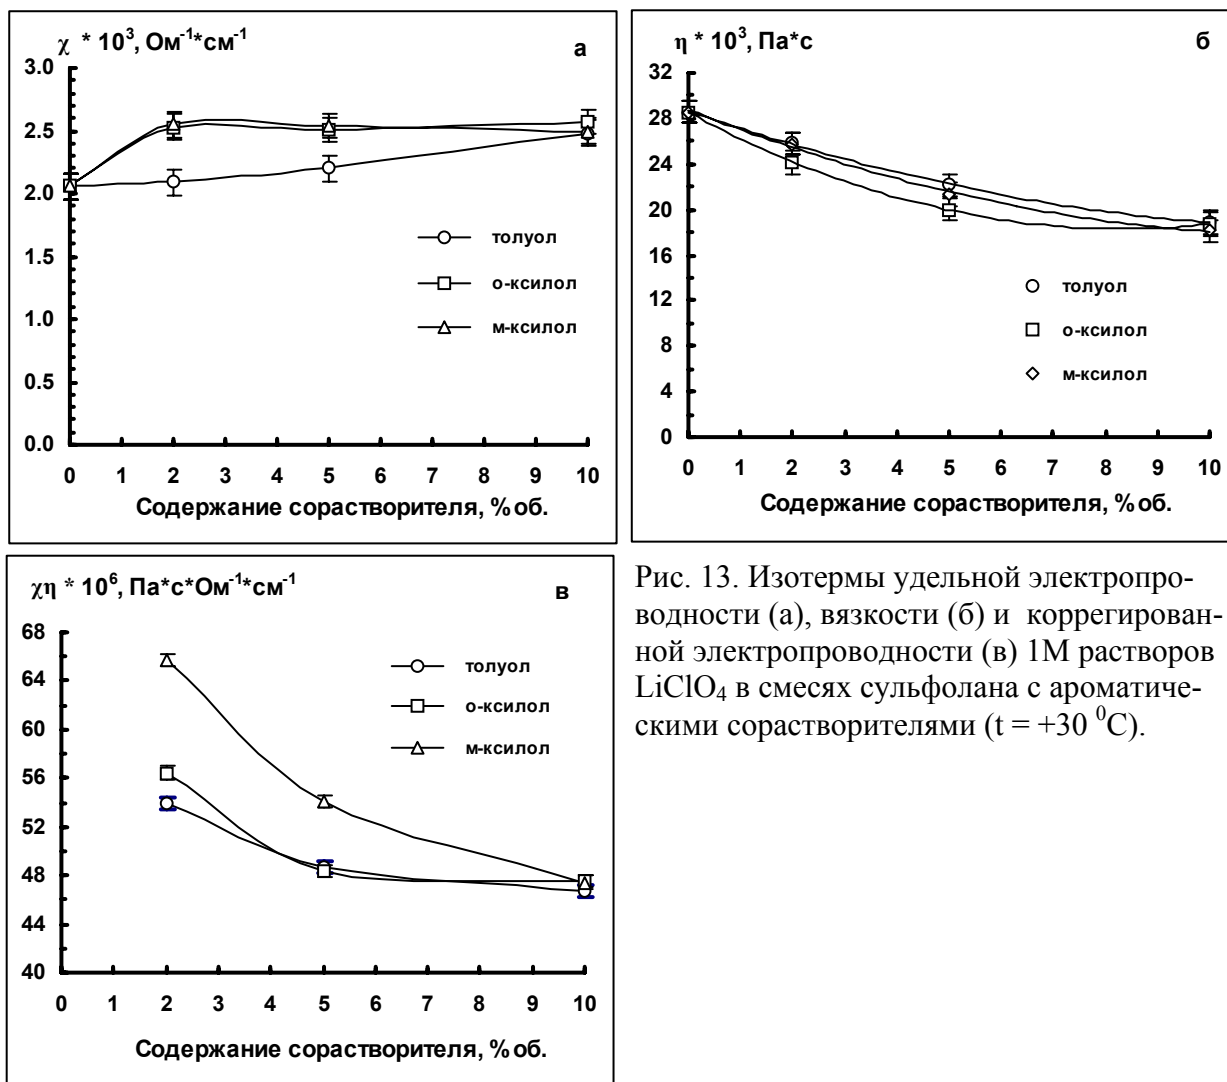 χ * 10³, Ом⁻¹*см⁻¹
а
3.0
2.5
2.0
1.5
1.0
0.5
0.0
толуол
о-ксилол
м-ксилол
0 1 2 3 4 5 6 7 8 9 10
Содержание сорастворителя, % об.
η * 10³, Па*с
б
32
28
24
20
16
12
8
4
0
толуол
о-ксилол
м-ксилол
0 1 2 3 4 5 6 7 8 9 10
Содержание сорастворителя, % об.
χη * 10⁶, Па*с*Ом⁻¹*см⁻¹
в
68
64
60
56
52
48
44
40
толуол
о-ксилол
м-ксилол
0 1 2 3 4 5 6 7 8 9 10
Содержание сорастворителя, % об.
Рис. 13. Изотермы удельной электропро-
водности (а), вязкости (б) и коррегирован-
ной электропроводности (в) 1М растворов
LiClO₄ в смесях сульфолана с ароматиче-
скими сорастворителями (t = +30 ⁰С).